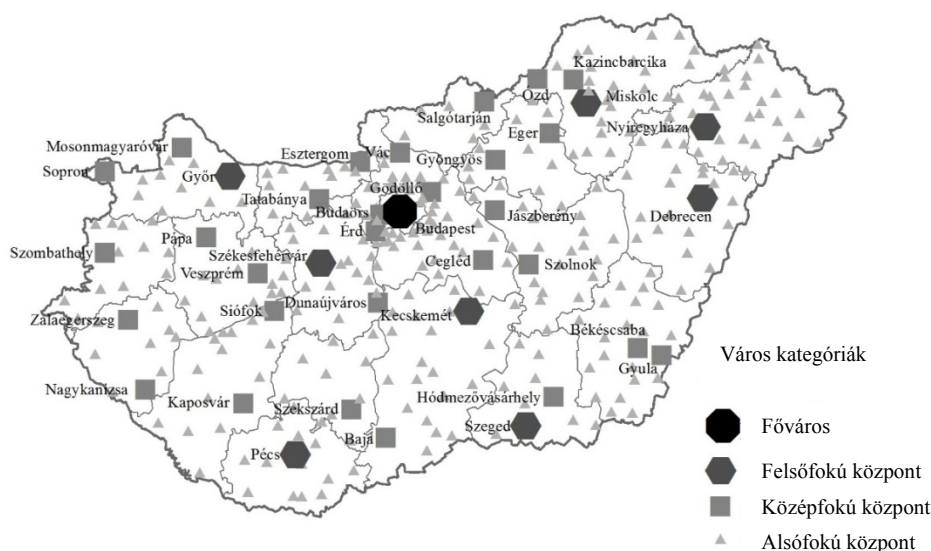 Kazincbarcika
Ózd
Miskolc
Salgótarján
Nyíregyháza
Eger
Mosonmagyaróvár
Esztergom
Vác
Gyöngyös
Sopron
Győr
Gödöllő
Tatabánya
Budaörs
Jászberény
Debrecen
Érd
Budapest
Pápa
Szombathely
Székesfehérvár
Cegléd
Szolnok
Veszprém
Siófok
Dunaújváros
Kecskemét
Zalaegerszeg
Békéscsaba
Gyula
Város kategóriák
Nagykanizsa
Kaposvár
Szekszárd
Hódmezővásárhely
Szeged
Főváros
Baja
Pécs
Felsőfokú központ
Középfokú központ
Alsófokú központ